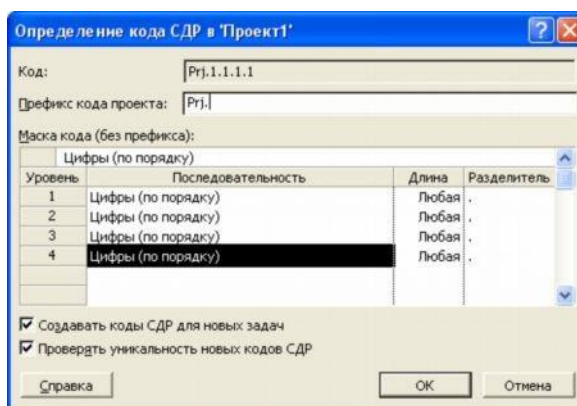 Определение кода СДР в 'Проект1'
Код: Prj.1.1.1.1
Префикс кода проекта: Prj.
Маска кода (без префикса):
Цифры (по порядку)
Уровень Последовательность Длина Разделитель
1 Цифры (по порядку) Любая .
2 Цифры (по порядку) Любая .
3 Цифры (по порядку) Любая .
4 Цифры (по порядку) Любая .
Создавать коды СДР для новых задач
Проверять уникальность новых кодов СДР
Справка ОК Отмена